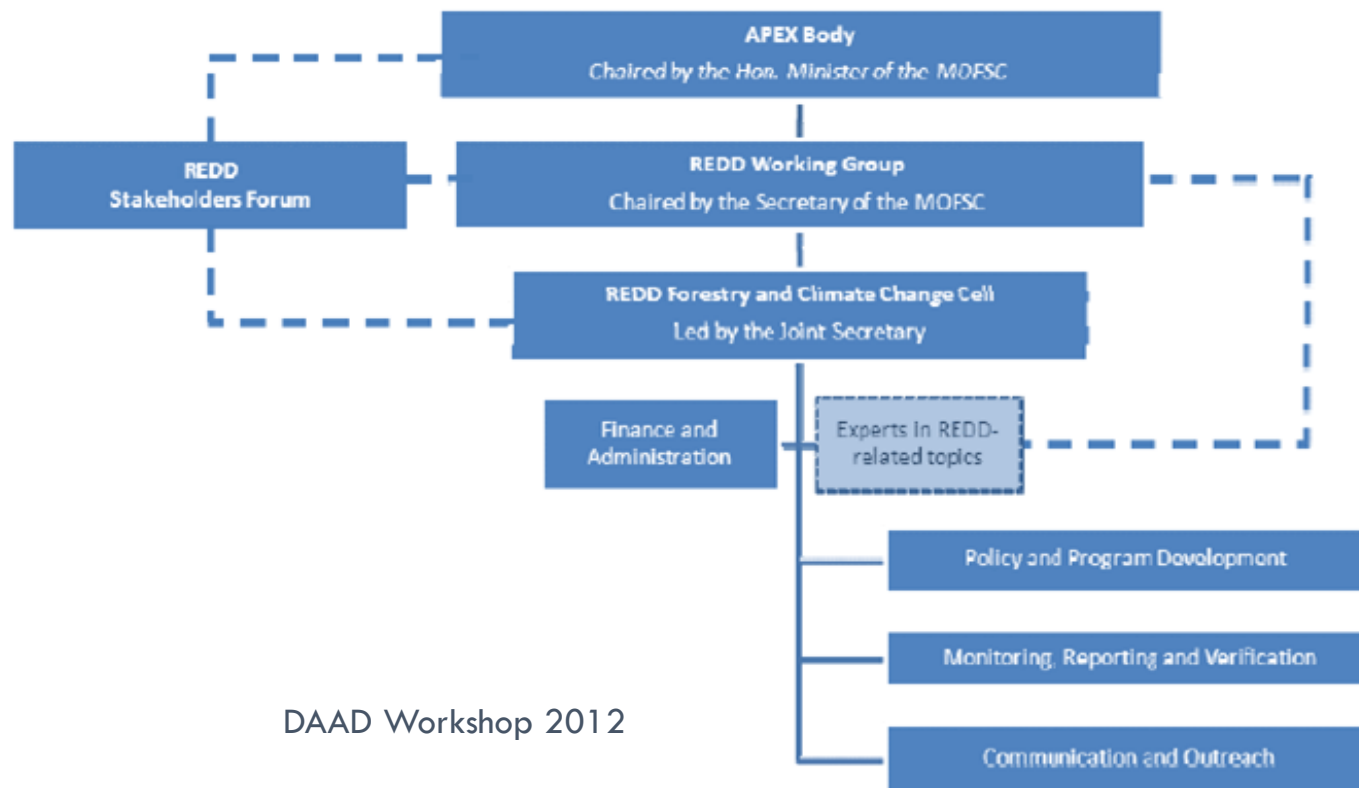 APEX Body
Chaired by the Hon. Minister of the MOFSC
REDD
Stakeholders Forum
REDD Working Group
Chaired by the Secretary of the MOFSC
REDD Forestry and Climate Change Cell
Led by the Joint Secretary
Finance and
Administration
Experts in REDD-
related topics
Policy and Program Development
Monitoring, Reporting and Verification
Communication and Outreach
DAAD Workshop 2012